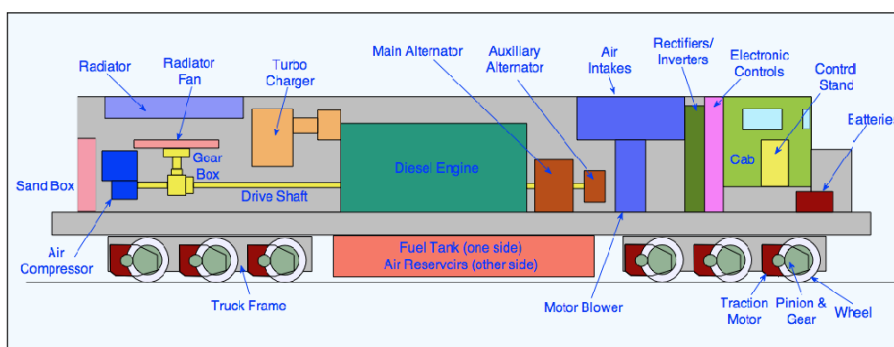 Radiator
Radiator
Fan
Turbo
Charger
Main Alternator
Auxiliary
Alternator
Air
Intakes
Rectifiers/
Inverters
Electronic
Controls
Control
Stand
Batteries
Sand Box
Gear
Box
Drive Shaft
Diesel Engine
Cab
Air
Compressor
Fuel Tank (one side)
Air Reservoirs (other side)
Truck Frame
Motor Blower
Traction
Motor
Pinion &
Gear
Wheel